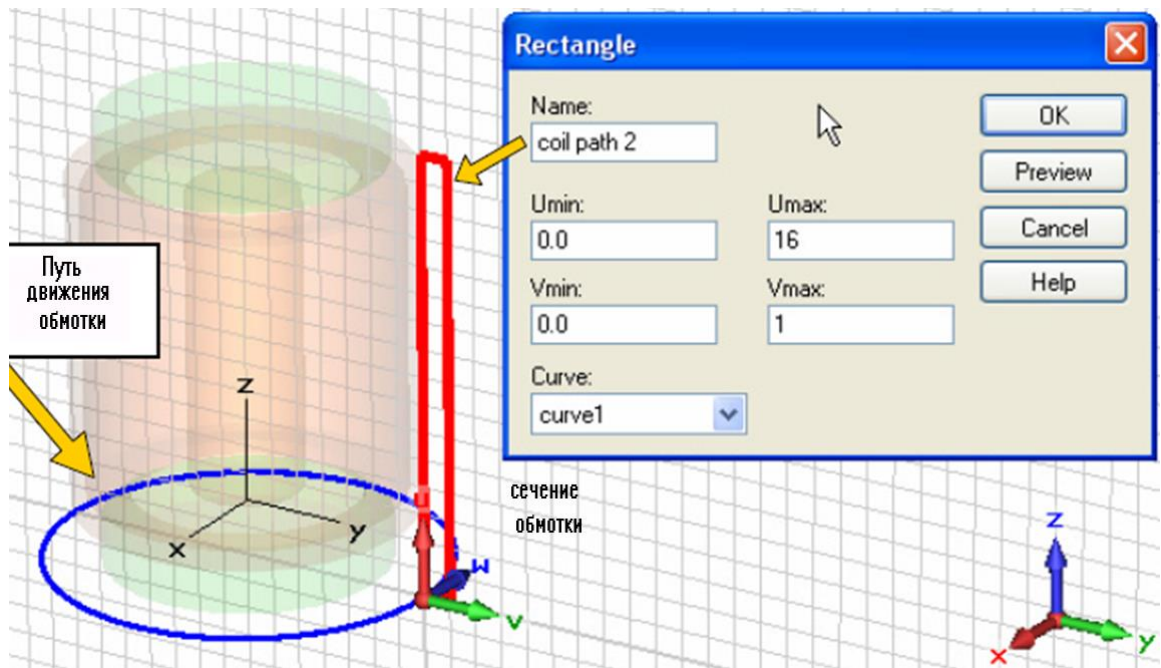 Rectangle
Name:
coil path 2
OK
Preview
Cancel
Help
Umin:
Umax:
0.0
16
Vmin:
Vmax:
0.0
1
Curve:
curve1
Путь
движения
обмотки
z
x
y
сечение
обмотки
w
v
z
x
y